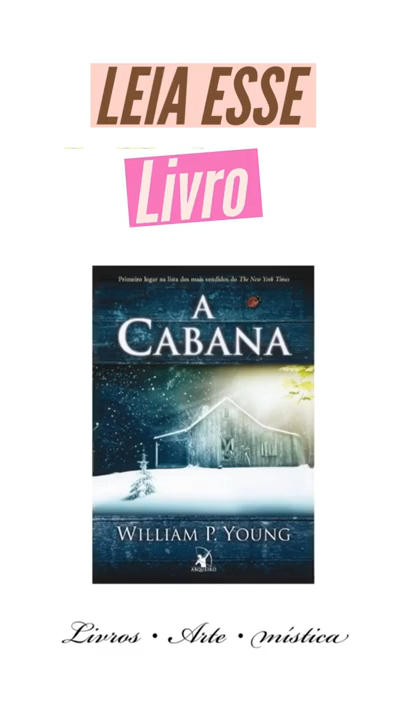 LEIA ESSE
Livro
Primeiro lugar na lista dos mais vendidos do The New York Times
A
CABANA
WILLIAM P. YOUNG
ARQUEIRO
Livros • Arte • mística